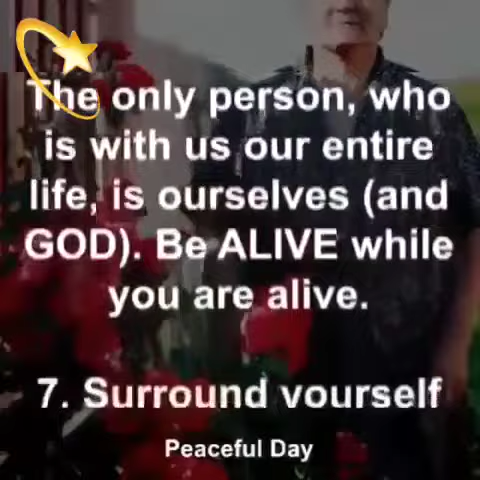 The only person, who
is with us our entire
life, is ourselves (and
GOD). Be ALIVE while
you are alive.
7. Surround yourself
Peaceful Day